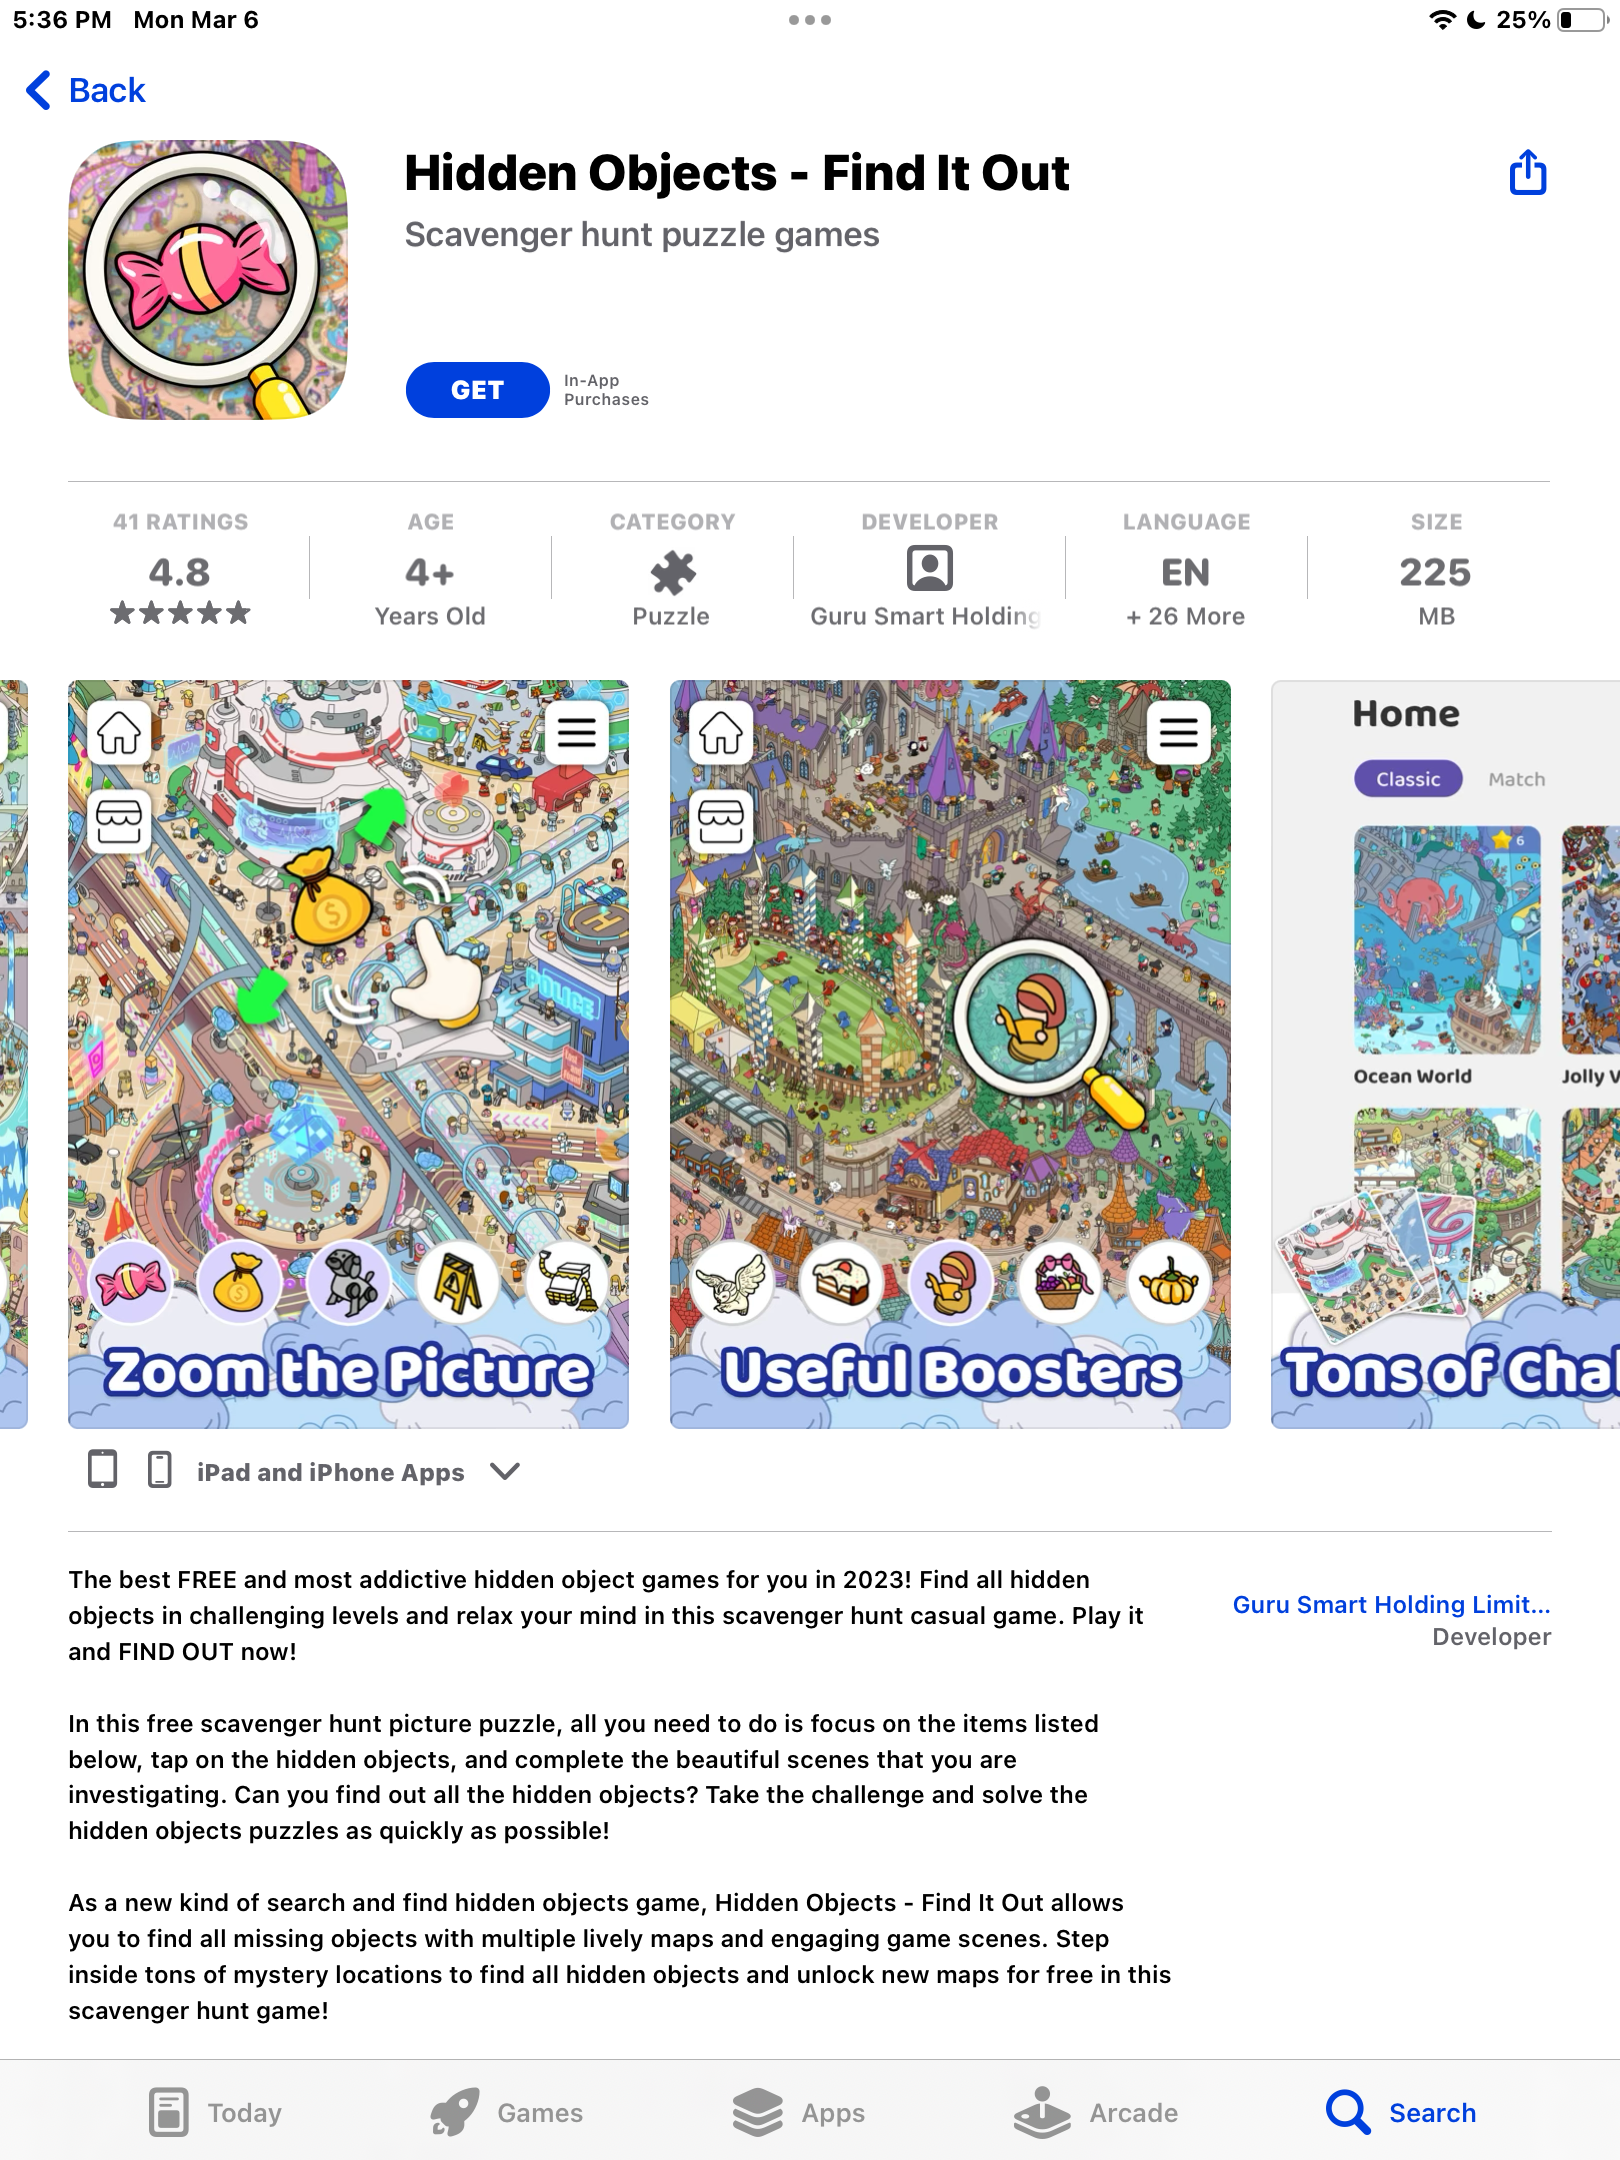 5:36 PM Mon Mar 6
25%
Back
Hidden Objects - Find It Out
Scavenger hunt puzzle games
GET
In-App
Purchases
41 RATINGS
4.8
AGE
4+
Years Old
CATEGORY
Puzzle
DEVELOPER
Guru Smart Holding
LANGUAGE
EN
+ 26 More
SIZE
225
MB
POLICE
Zoom the Picture
Useful Boosters
Home
Classic
Match
6
Ocean World
Jolly V
Tons of Chal
iPad and iPhone Apps
The best FREE and most addictive hidden object games for you in 2023! Find all hidden
objects in challenging levels and relax your mind in this scavenger hunt casual game. Play it
and FIND OUT now!
Guru Smart Holding Limit...
Developer
In this free scavenger hunt picture puzzle, all you need to do is focus on the items listed
below, tap on the hidden objects, and complete the beautiful scenes that you are
investigating. Can you find out all the hidden objects? Take the challenge and solve the
hidden objects puzzles as quickly as possible!
As a new kind of search and find hidden objects game, Hidden Objects - Find It Out allows
you to find all missing objects with multiple lively maps and engaging game scenes. Step
inside tons of mystery locations to find all hidden objects and unlock new maps for free in this
scavenger hunt game!
Today
Games
Apps
Arcade
Search